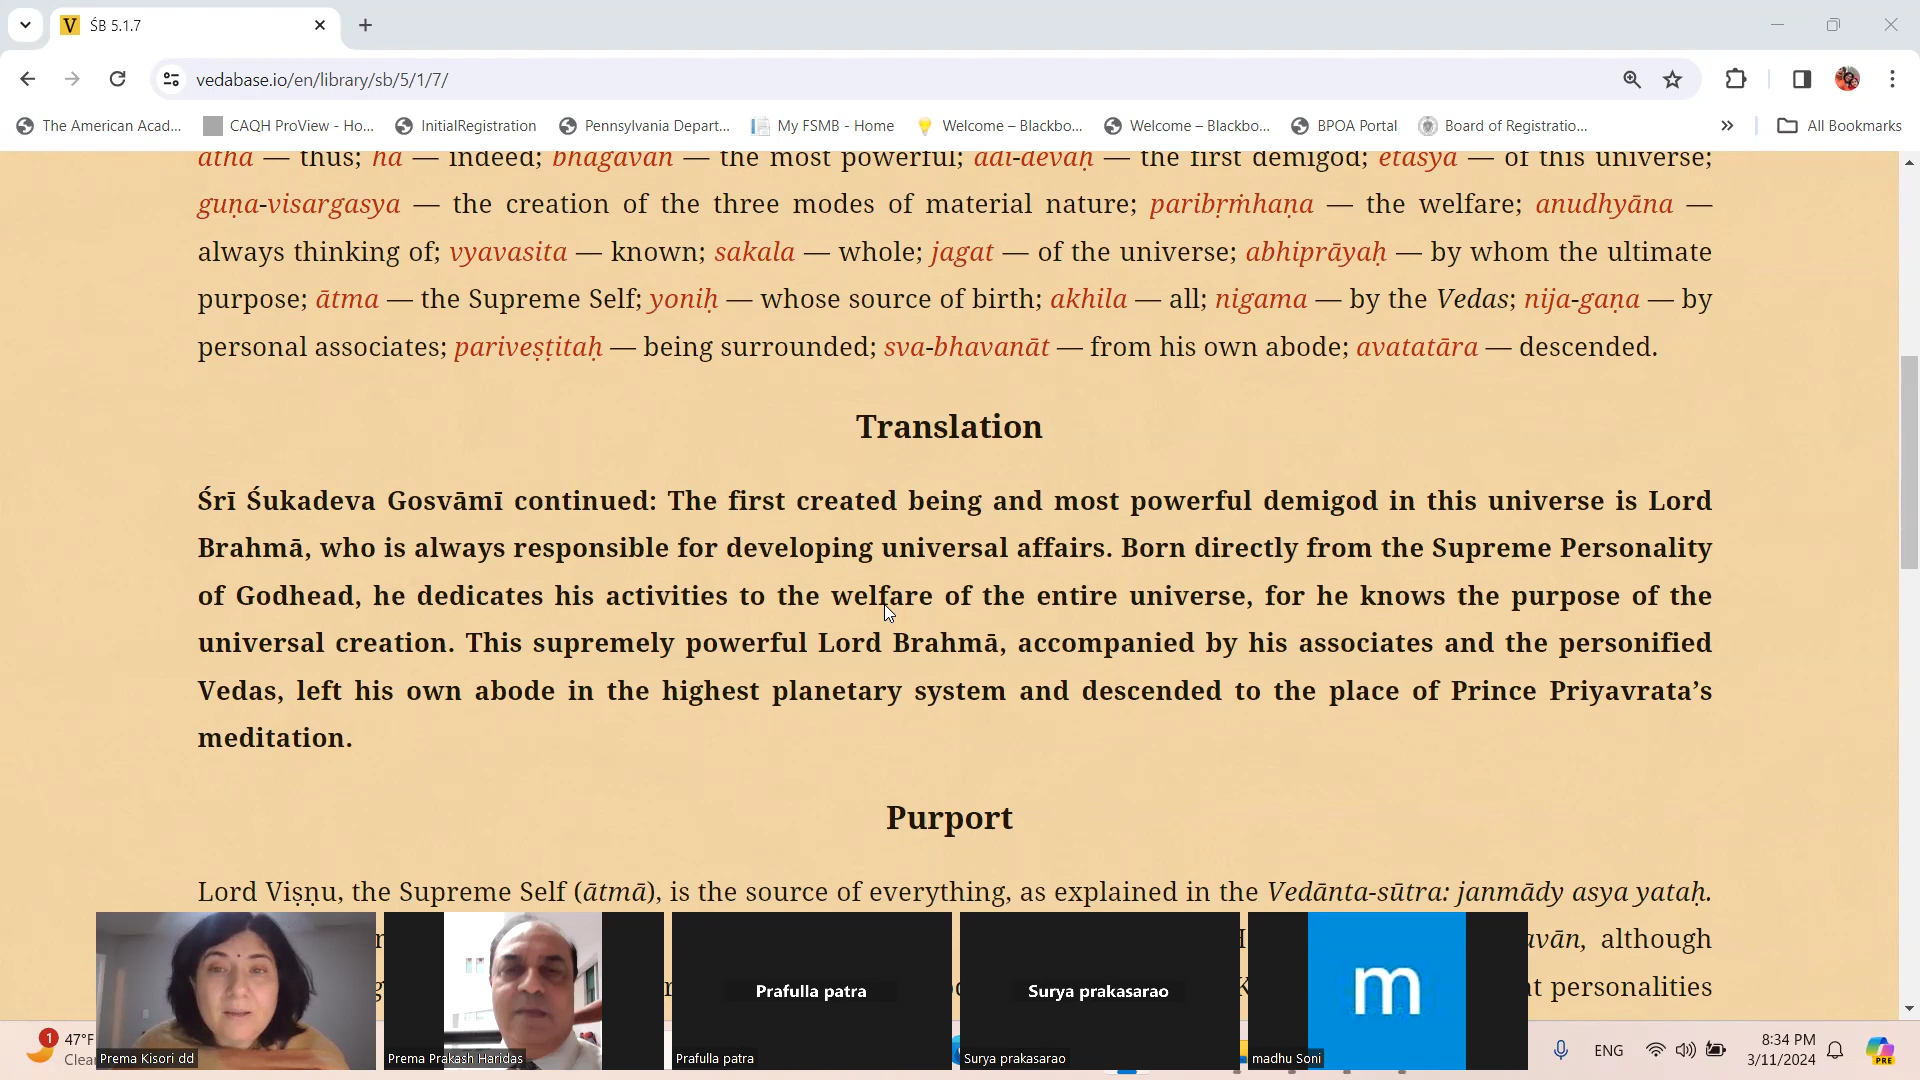 ŚB 5.1.7
vedabase.io/en/library/sb/5/1/7/
The American Acad...
CAQH ProView - Ho...
InitialRegistration
Pennsylvania Depart...
My FSMB - Home
Welcome – Blackbo...
Welcome – Blackbo...
BPOA Portal
Board of Registratio...
All Bookmarks
atha — thus; ha — indeed; bhagavān — the most powerful; ādi-devaḥ — the first demigod; etasya — of this universe;
guṇa-visargasya — the creation of the three modes of material nature; paribṛṁhaṇa — the welfare; anudhyāna —
always thinking of; vyavasita — known; sakala — whole; jagat — of the universe; abhiprāyaḥ — by whom the ultimate
purpose; ātma — the Supreme Self; yoniḥ — whose source of birth; akhila — all; nigama — by the Vedas; nija-gaṇa — by
personal associates; pariveṣṭitaḥ — being surrounded; sva-bhavanāt — from his own abode; avatatāra — descended.
Translation
Śrī Śukadeva Gosvāmī continued: The first created being and most powerful demigod in this universe is Lord
Brahmā, who is always responsible for developing universal affairs. Born directly from the Supreme Personality
of Godhead, he dedicates his activities to the welfare of the entire universe, for he knows the purpose of the
universal creation. This supremely powerful Lord Brahmā, accompanied by his associates and the personified
Vedas, left his own abode in the highest planetary system and descended to the place of Prince Priyavrata’s
meditation.
Purport
Lord Viṣṇu, the Supreme Self (ātmā), is the source of everything, as explained in the Vedānta-sūtra: janmādy asya yataḥ.
although
personalities
Prema Kisori dd
Prema Prakash Haridas
Prafulla patra
Prafulla patra
Surya prakasarao
Surya prakasarao
m
madhu Soni
1
47°F
ENG
8:34 PM
3/11/2024
PRE